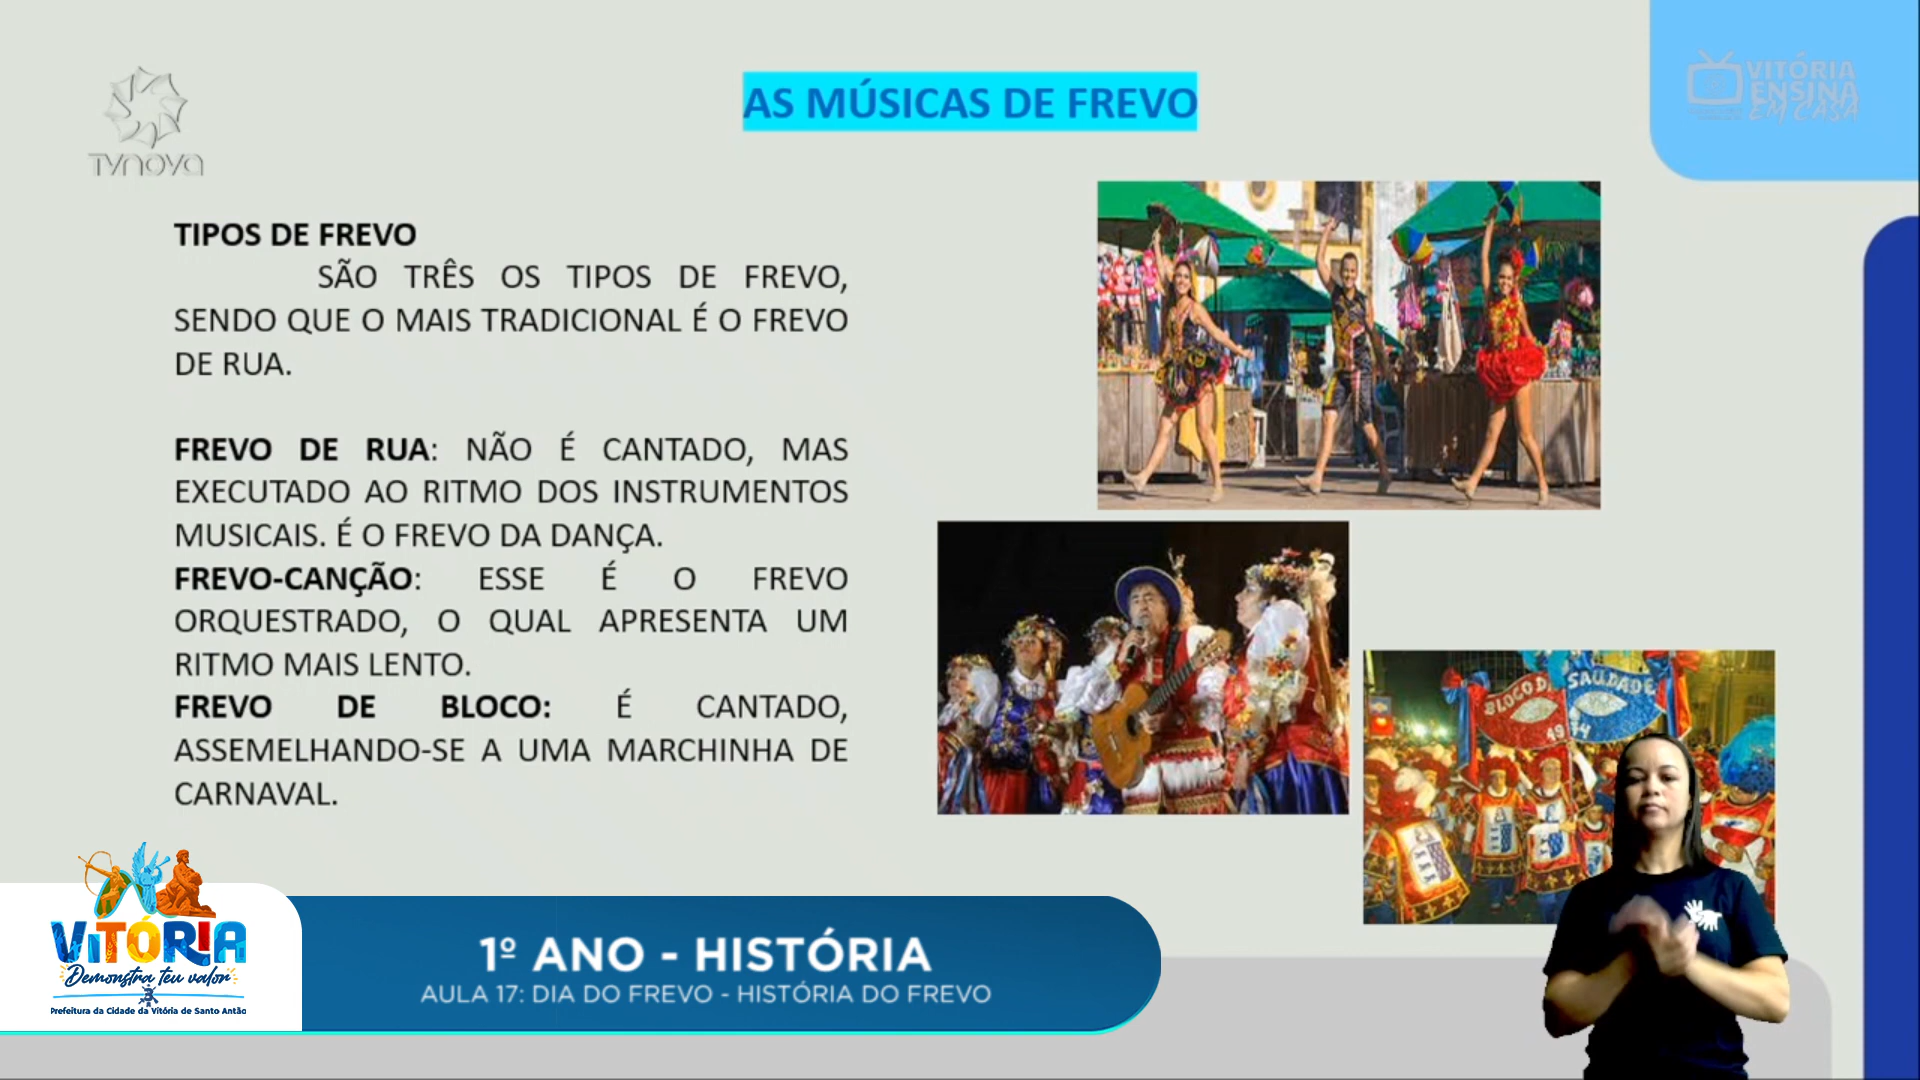 AS MÚSICAS DE FREVO
VITÓRIA
ENSINA
EM CASA
TVNOVA
TIPOS DE FREVO
SÃO TRÊS OS TIPOS DE FREVO,
SENDO QUE O MAIS TRADICIONAL É O FREVO
DE RUA.
FREVO DE RUA: NÃO É CANTADO, MAS
EXECUTADO AO RITMO DOS INSTRUMENTOS
MUSICAIS. É O FREVO DA DANÇA.
FREVO-CANÇÃO: ESSE É O FREVO
ORQUESTRADO, O QUAL APRESENTA UM
RITMO MAIS LENTO.
FREVO DE BLOCO: É CANTADO,
ASSEMELHANDO-SE A UMA MARCHINHA DE
CARNAVAL.
BLOCO DA SAUDADE
VITÓRIA
Demonstra teu valor
Prefeitura da Cidade da Vitória de Santo Antão
1º ANO - HISTÓRIA
AULA 17: DIA DO FREVO - HISTÓRIA DO FREVO